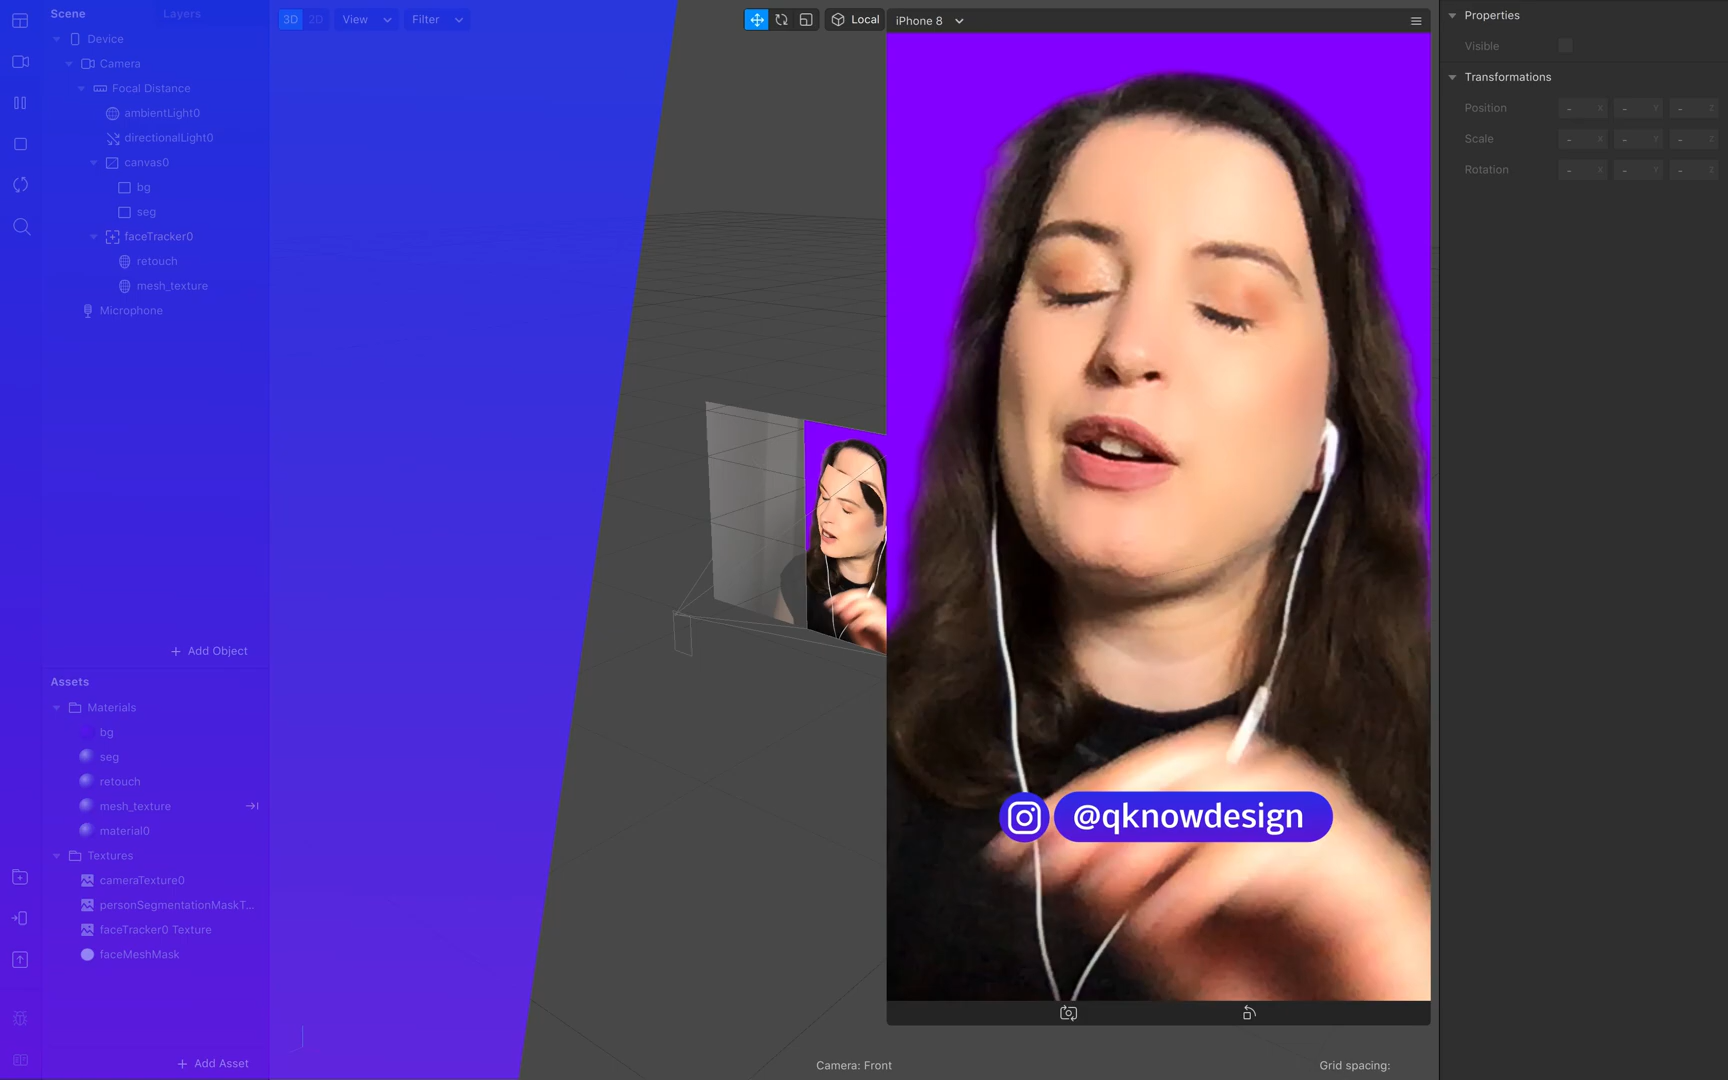 Scene
Layers
Device
Camera
Focal Distance
ambientLight0
directionalLight0
canvas0
bg
seg
faceTracker0
retouch
mesh_texture
Microphone
+ Add Object
Assets
Materials
bg
seg
retouch
mesh_texture
material0
Textures
cameraTexture0
personSegmentationMaskT...
faceTracker0 Texture
faceMeshMask
+ Add Asset
3D 2D View Filter
Local
iPhone 8
@qknowdesign
Camera: Front
Grid spacing:
Properties
Visible
Transformations
Position - X - Y - Z
Scale - X - Y - Z
Rotation - X - Y - Z